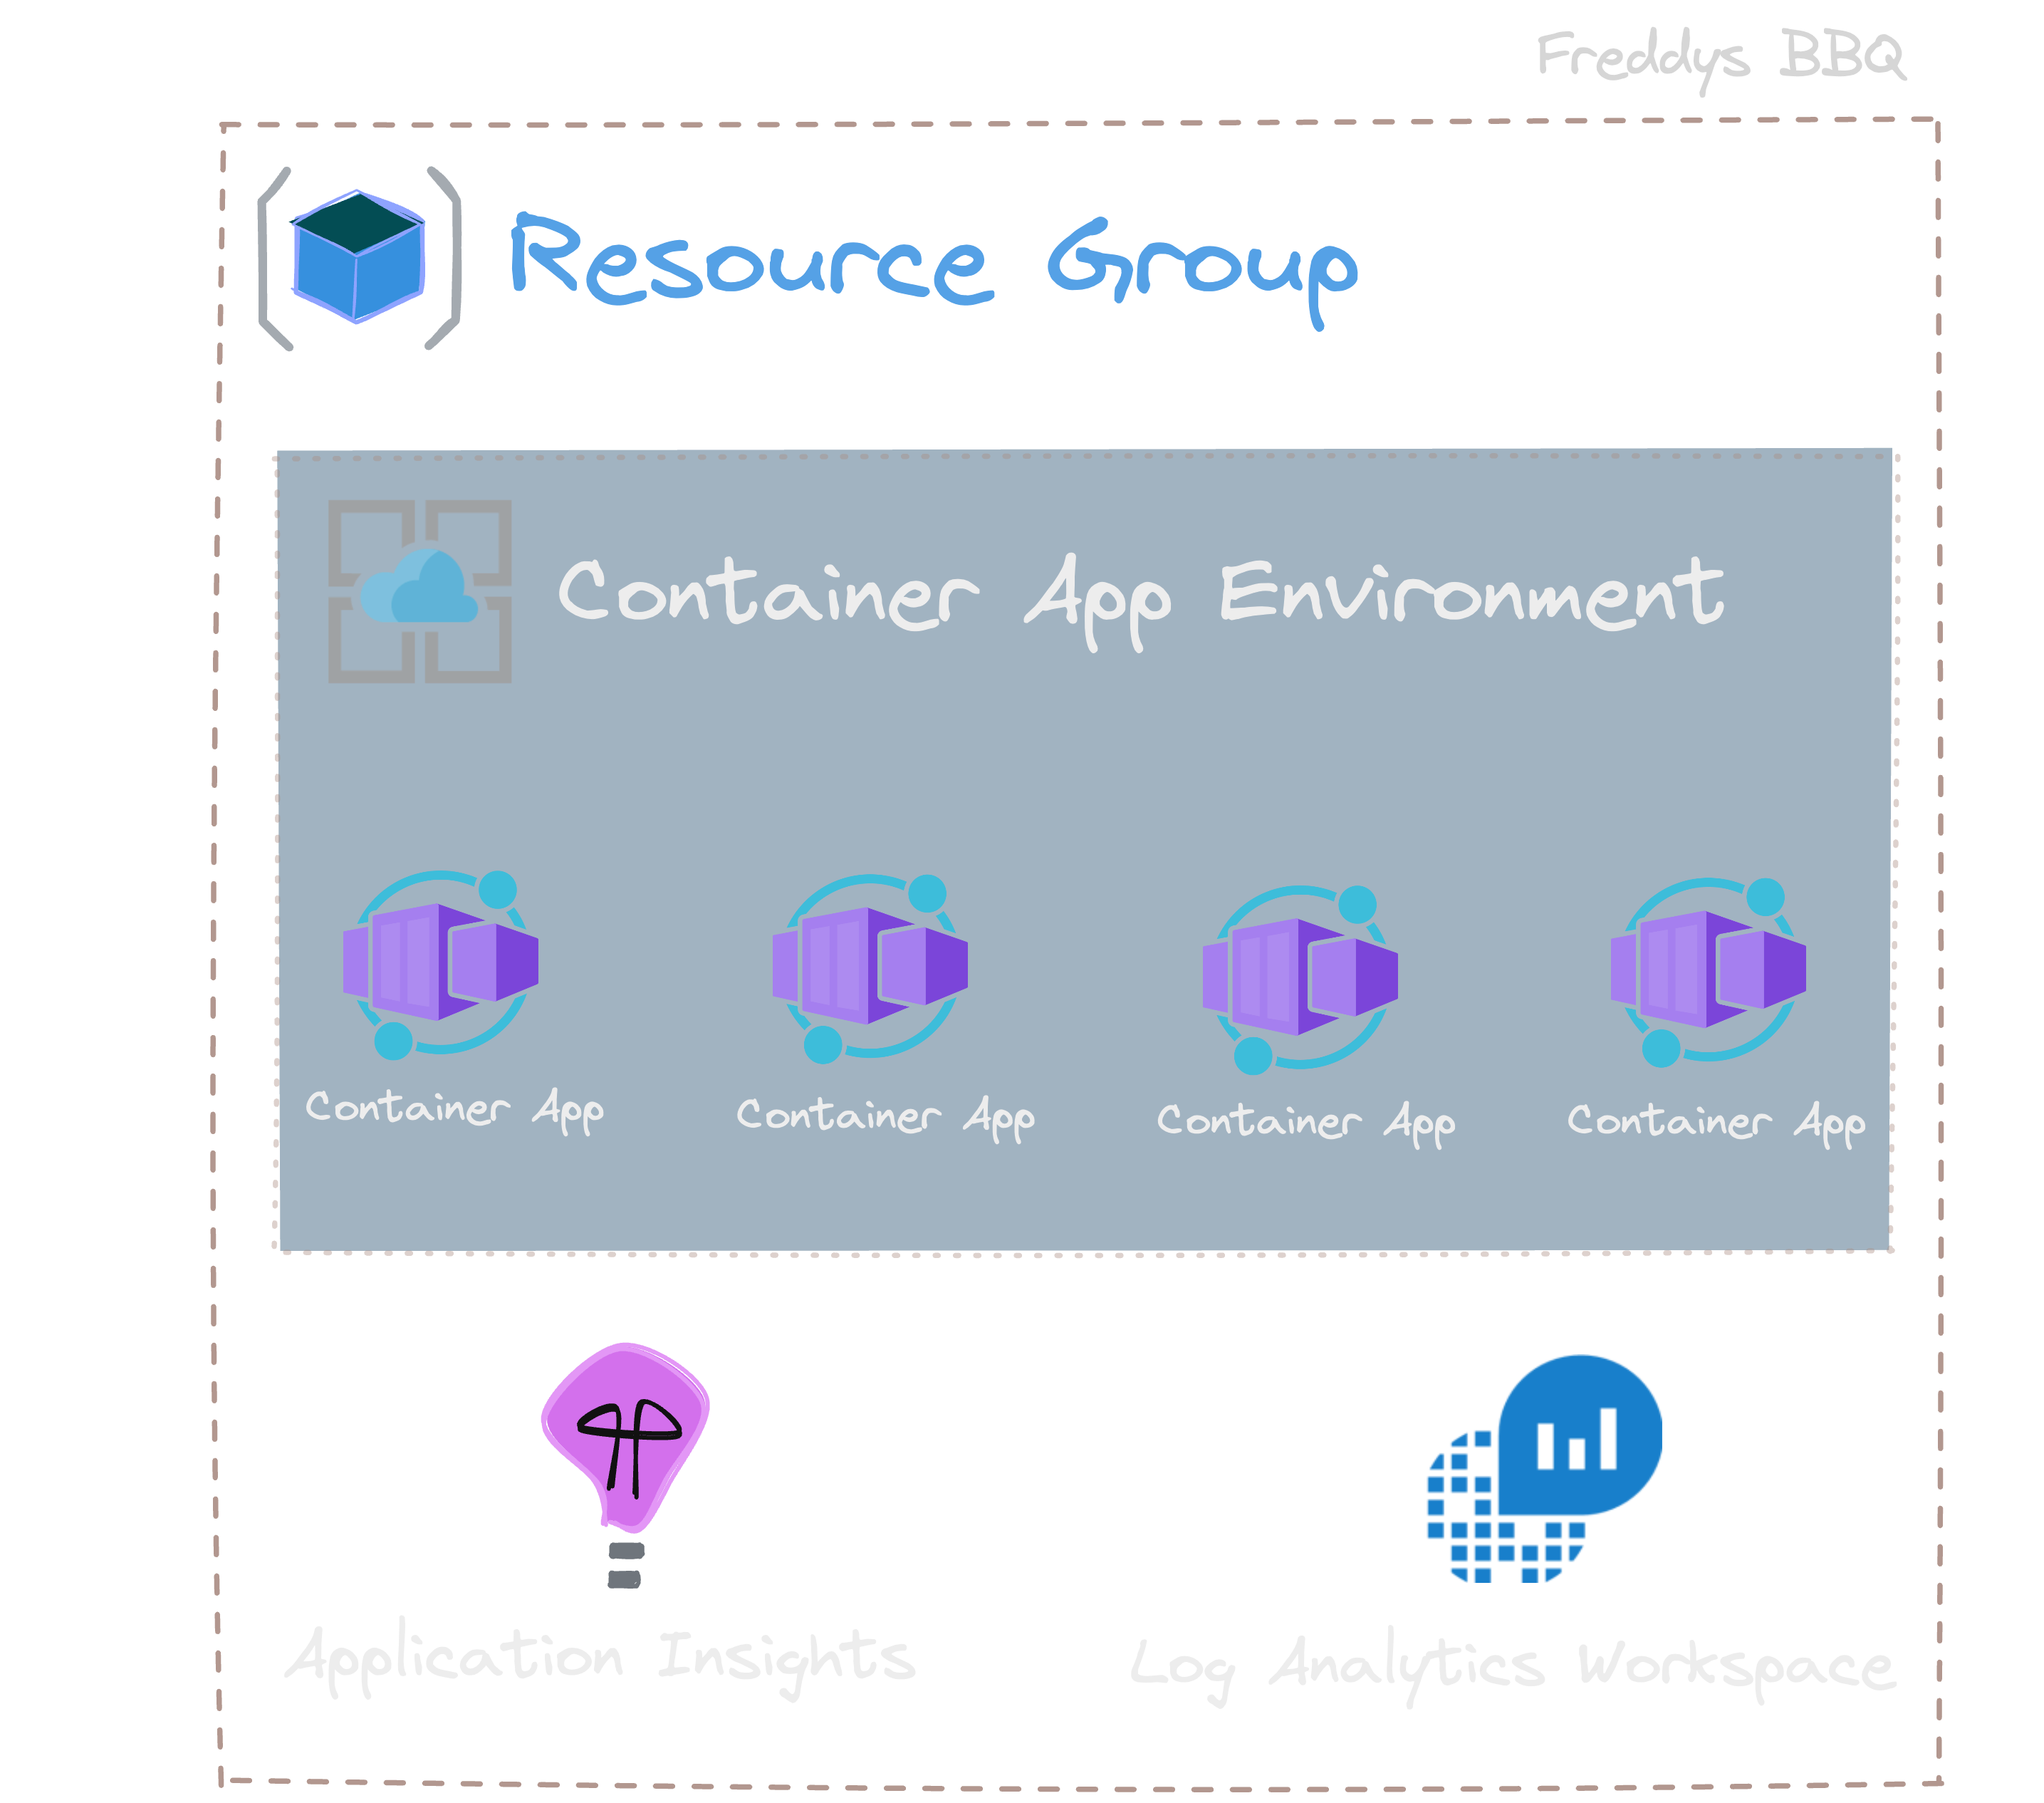 Freddys BBQ
Resource Group
Container App Environment
Container App
Container App
Container App
Container App
Application Insights
Log Analytics Workspace